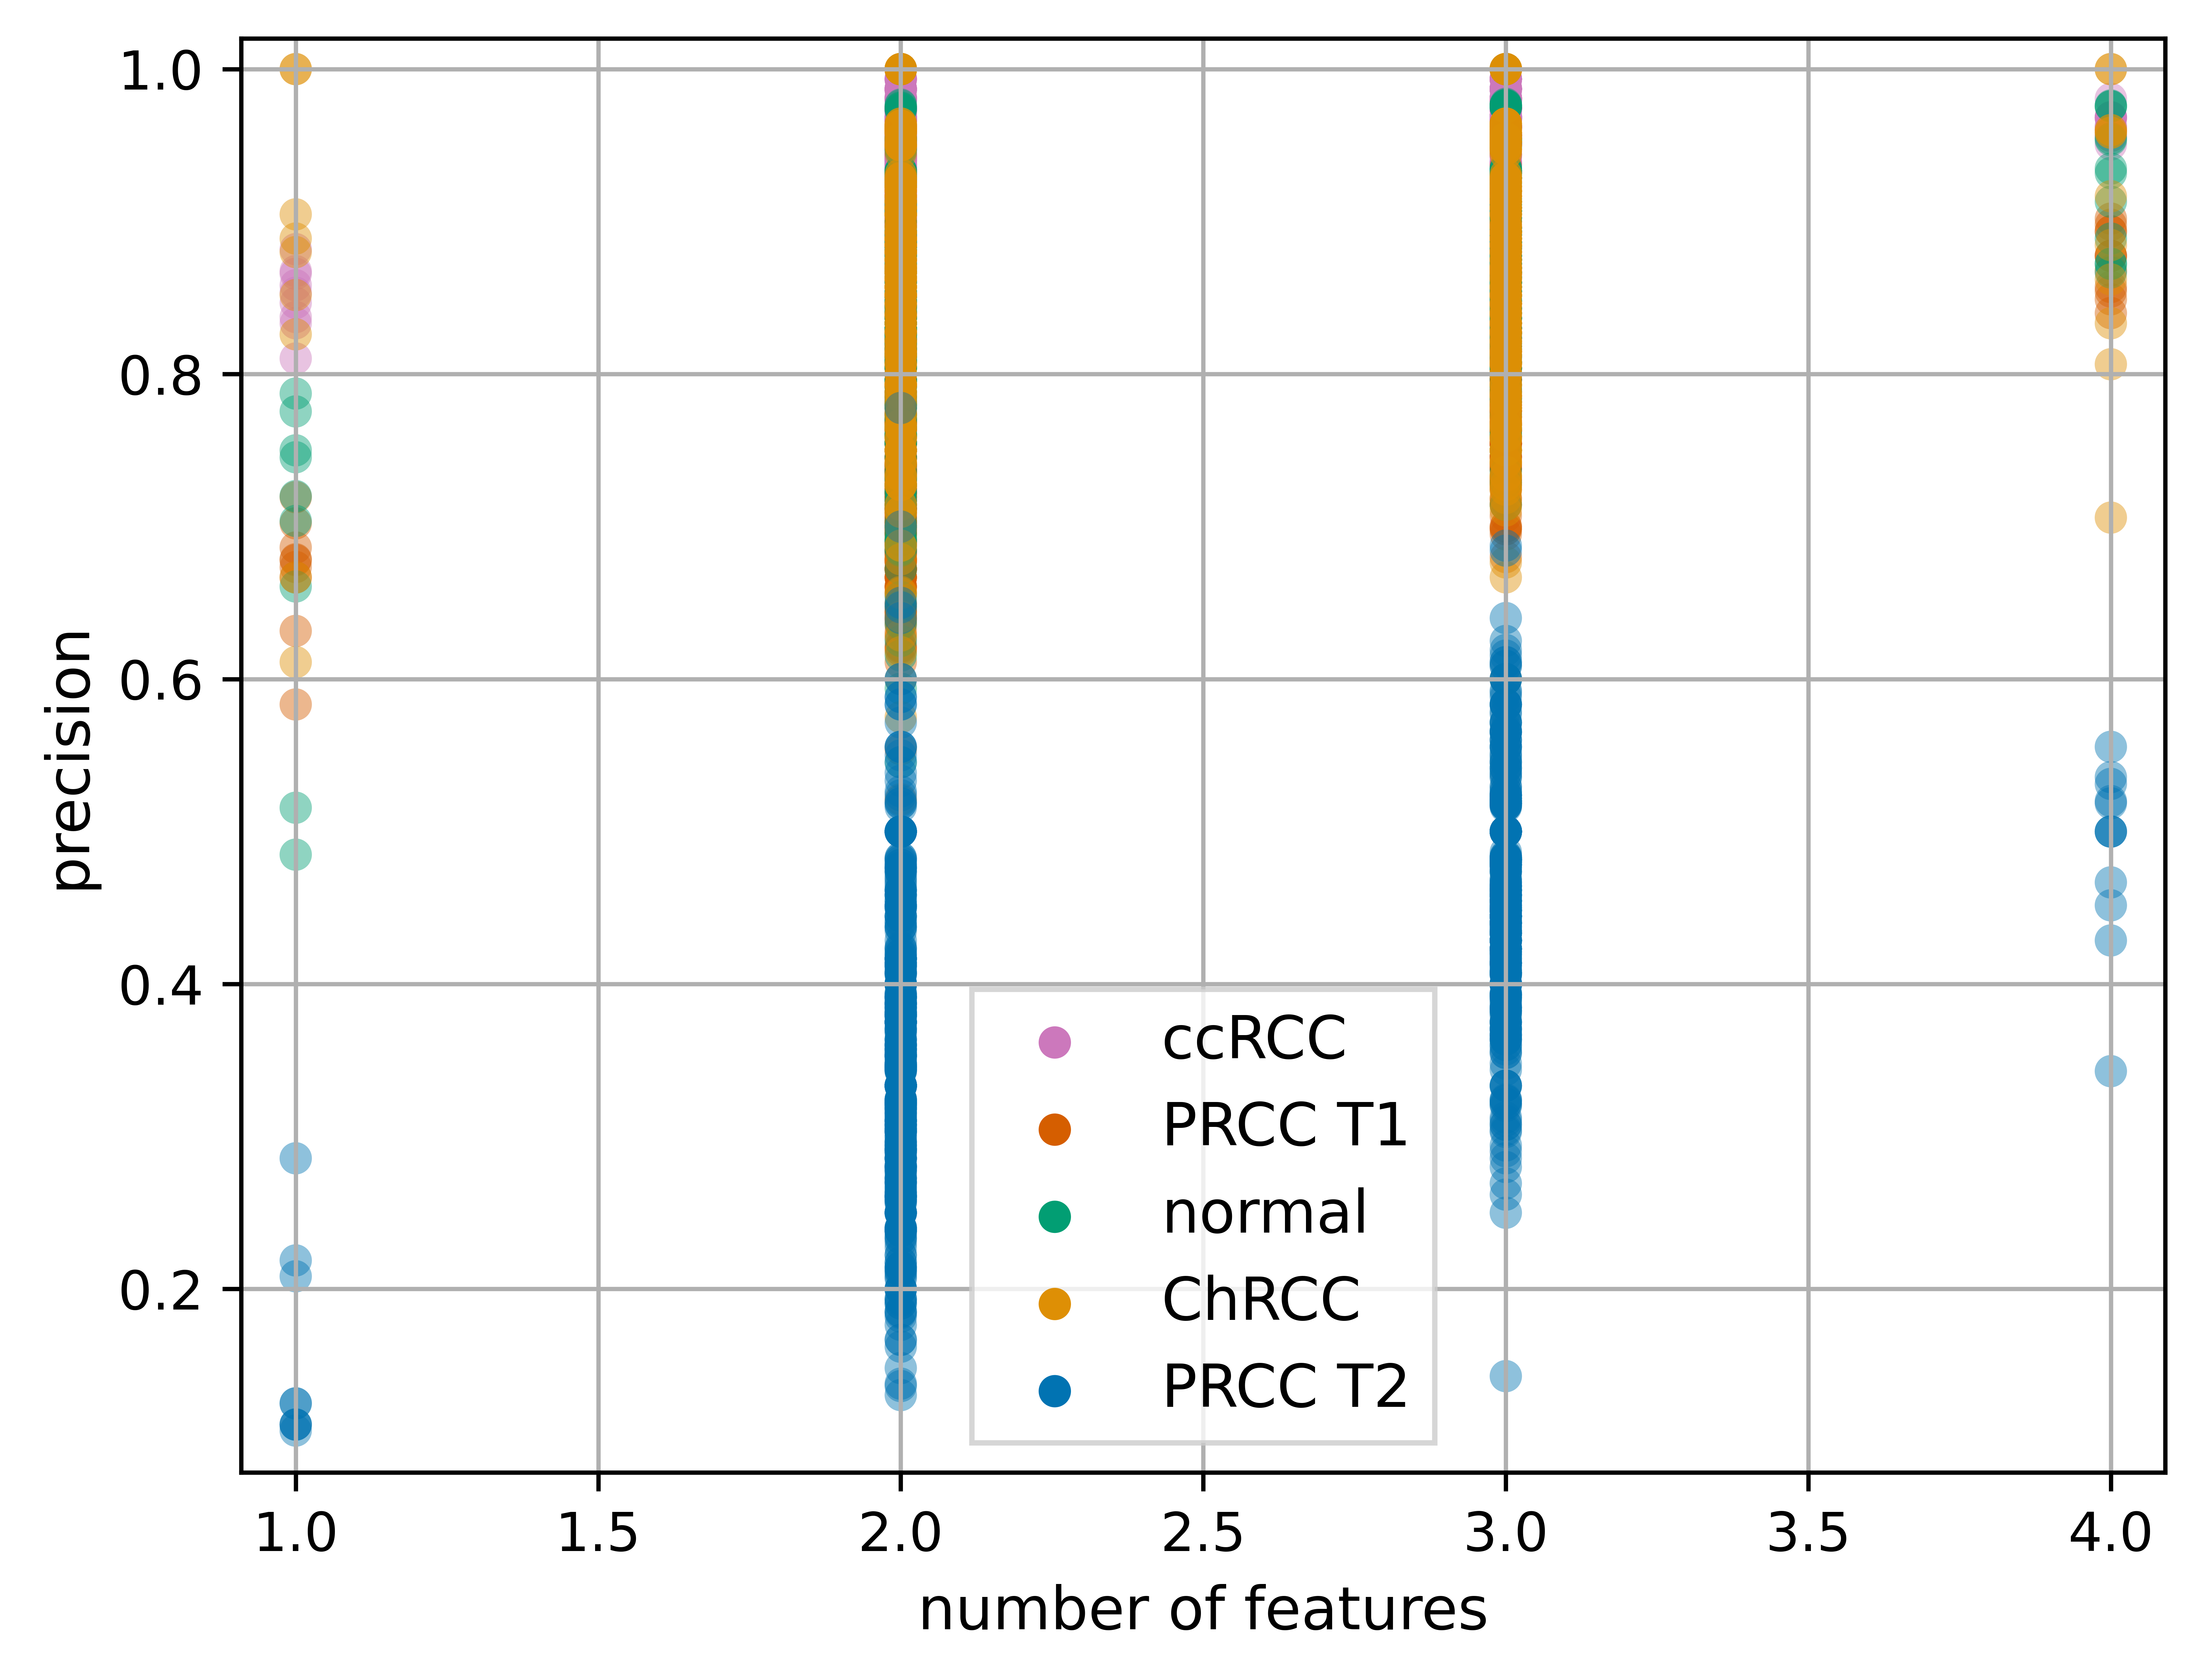 1.0
0.8
0.6
0.4
0.2
precision
ccRCC
PRCC T1
normal
ChRCC
PRCC T2
1.0 1.5 2.0 2.5 3.0 3.5 4.0
number of features